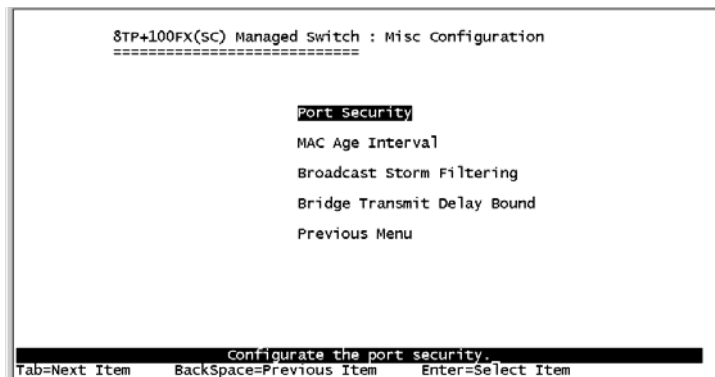 8TP+100FX(SC) Managed Switch : Misc Configuration
============================
Port Security
MAC Age Interval
Broadcast Storm Filtering
Bridge Transmit Delay Bound
Previous Menu
Configurate the port security._
Tab=Next Item BackSpace=Previous Item Enter=Select Item